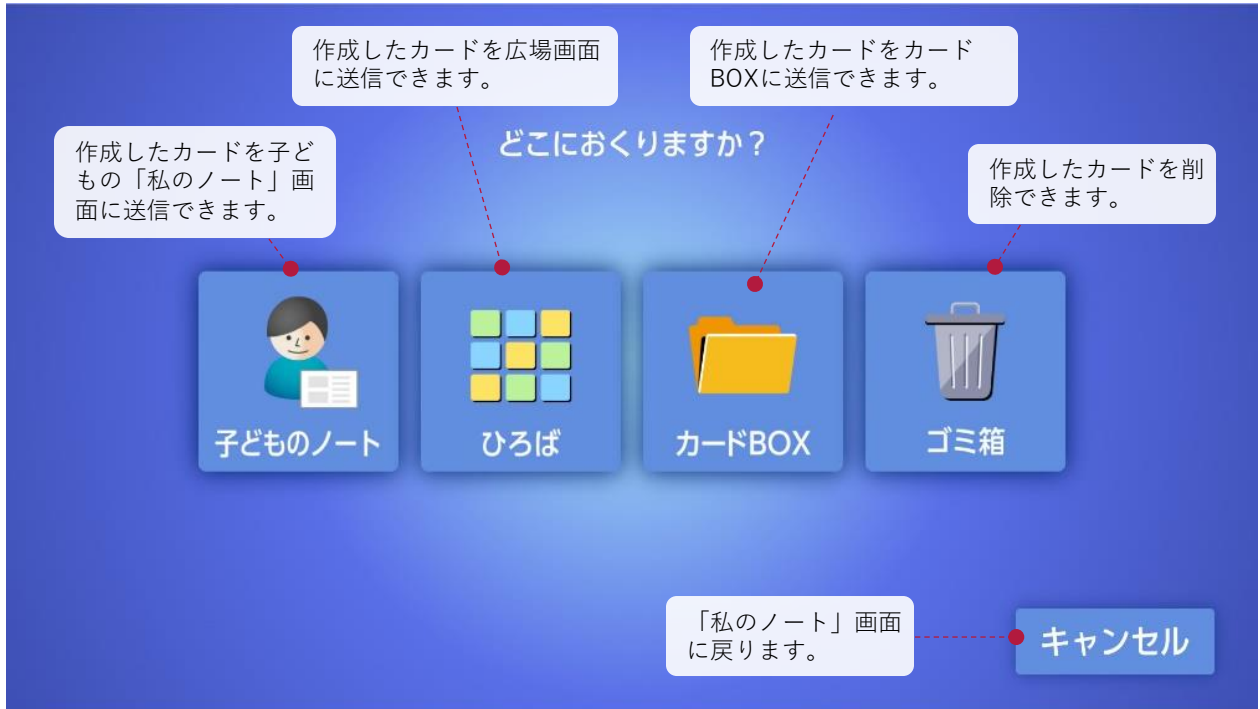 作成したカードを広場画面
に送信できます。
作成したカードをカード
BOXに送信できます。
どこにおくりますか？
作成したカードを子ど
もの「私のノート」画
面に送信できます。
作成したカードを削
除できます。
子どものノート
ひろば
カードBOX
ゴミ箱
「私のノート」画面
に戻ります。
キャンセル